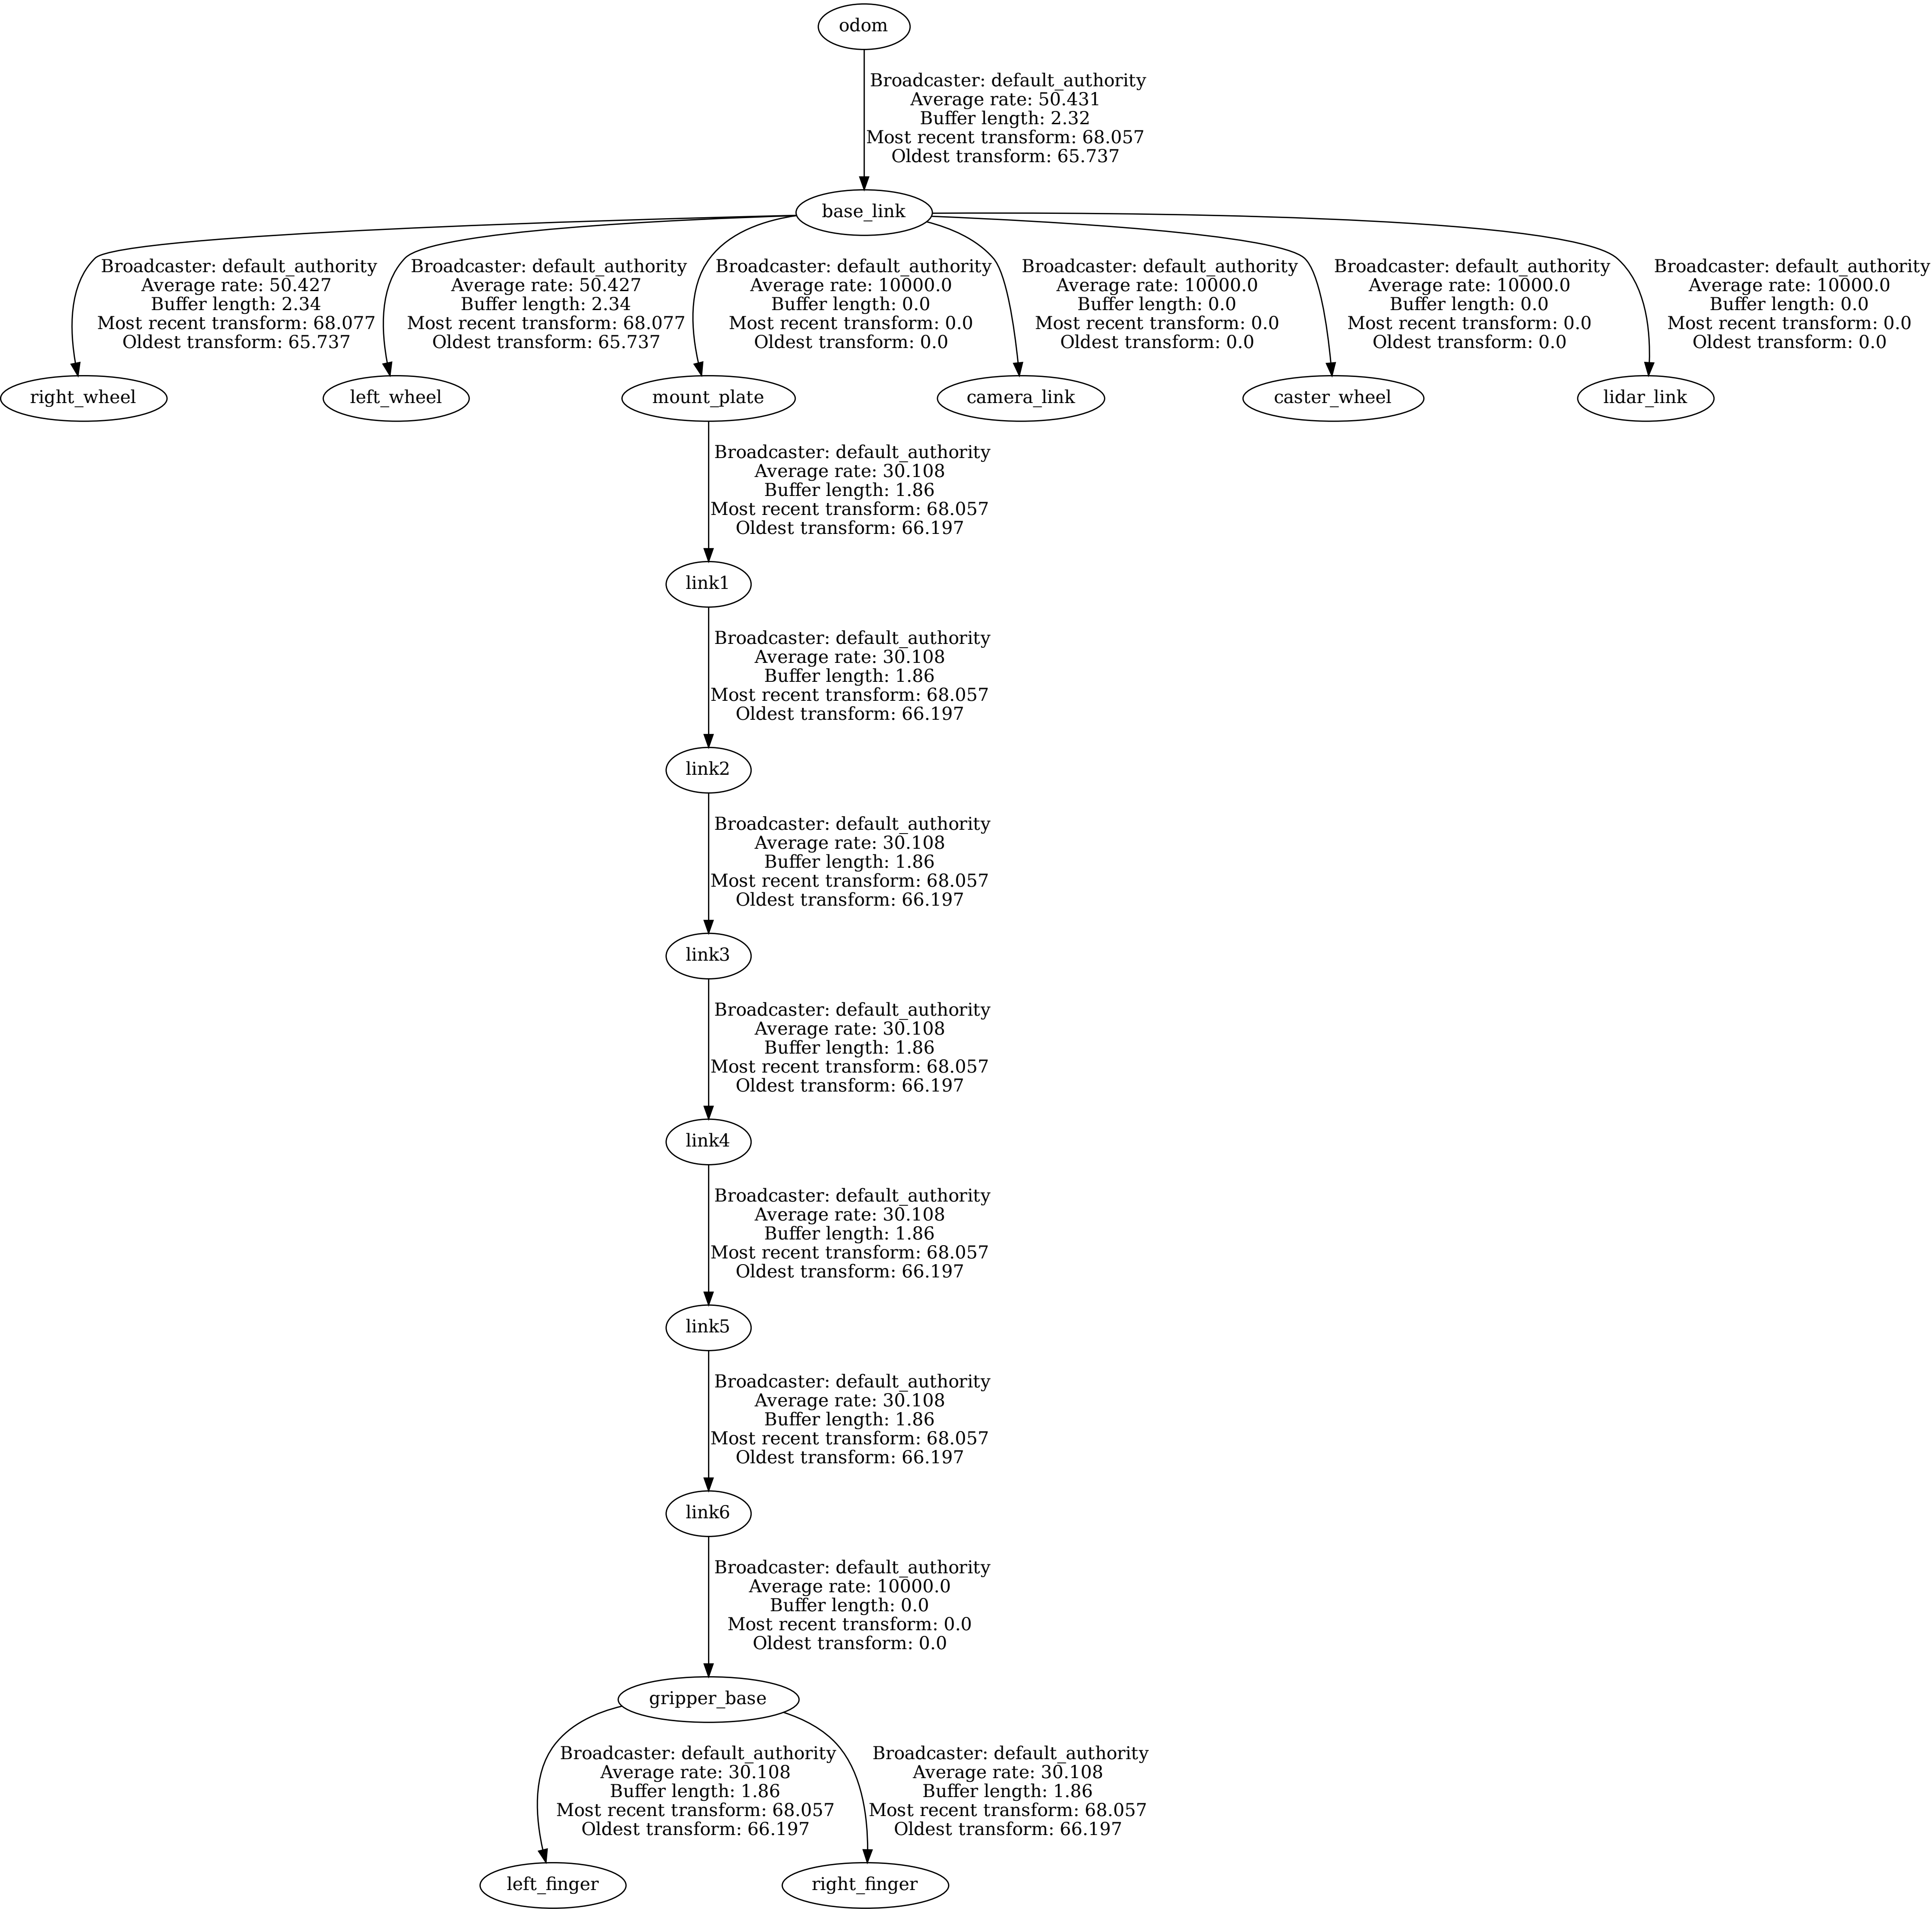 odom
Broadcaster: default_authority
Average rate: 50.431
Buffer length: 2.32
Most recent transform: 68.057
Oldest transform: 65.737
base_link
Broadcaster: default_authority
Average rate: 50.427
Buffer length: 2.34
Most recent transform: 68.077
Oldest transform: 65.737
Broadcaster: default_authority
Average rate: 50.427
Buffer length: 2.34
Most recent transform: 68.077
Oldest transform: 65.737
Broadcaster: default_authority
Average rate: 10000.0
Buffer length: 0.0
Most recent transform: 0.0
Oldest transform: 0.0
Broadcaster: default_authority
Average rate: 10000.0
Buffer length: 0.0
Most recent transform: 0.0
Oldest transform: 0.0
Broadcaster: default_authority
Average rate: 10000.0
Buffer length: 0.0
Most recent transform: 0.0
Oldest transform: 0.0
Broadcaster: default_authority
Average rate: 10000.0
Buffer length: 0.0
Most recent transform: 0.0
Oldest transform: 0.0
right_wheel
left_wheel
mount_plate
camera_link
caster_wheel
lidar_link
Broadcaster: default_authority
Average rate: 30.108
Buffer length: 1.86
Most recent transform: 68.057
Oldest transform: 66.197
link1
Broadcaster: default_authority
Average rate: 30.108
Buffer length: 1.86
Most recent transform: 68.057
Oldest transform: 66.197
link2
Broadcaster: default_authority
Average rate: 30.108
Buffer length: 1.86
Most recent transform: 68.057
Oldest transform: 66.197
link3
Broadcaster: default_authority
Average rate: 30.108
Buffer length: 1.86
Most recent transform: 68.057
Oldest transform: 66.197
link4
Broadcaster: default_authority
Average rate: 30.108
Buffer length: 1.86
Most recent transform: 68.057
Oldest transform: 66.197
link5
Broadcaster: default_authority
Average rate: 30.108
Buffer length: 1.86
Most recent transform: 68.057
Oldest transform: 66.197
link6
Broadcaster: default_authority
Average rate: 10000.0
Buffer length: 0.0
Most recent transform: 0.0
Oldest transform: 0.0
gripper_base
Broadcaster: default_authority
Average rate: 30.108
Buffer length: 1.86
Most recent transform: 68.057
Oldest transform: 66.197
Broadcaster: default_authority
Average rate: 30.108
Buffer length: 1.86
Most recent transform: 68.057
Oldest transform: 66.197
left_finger
right_finger